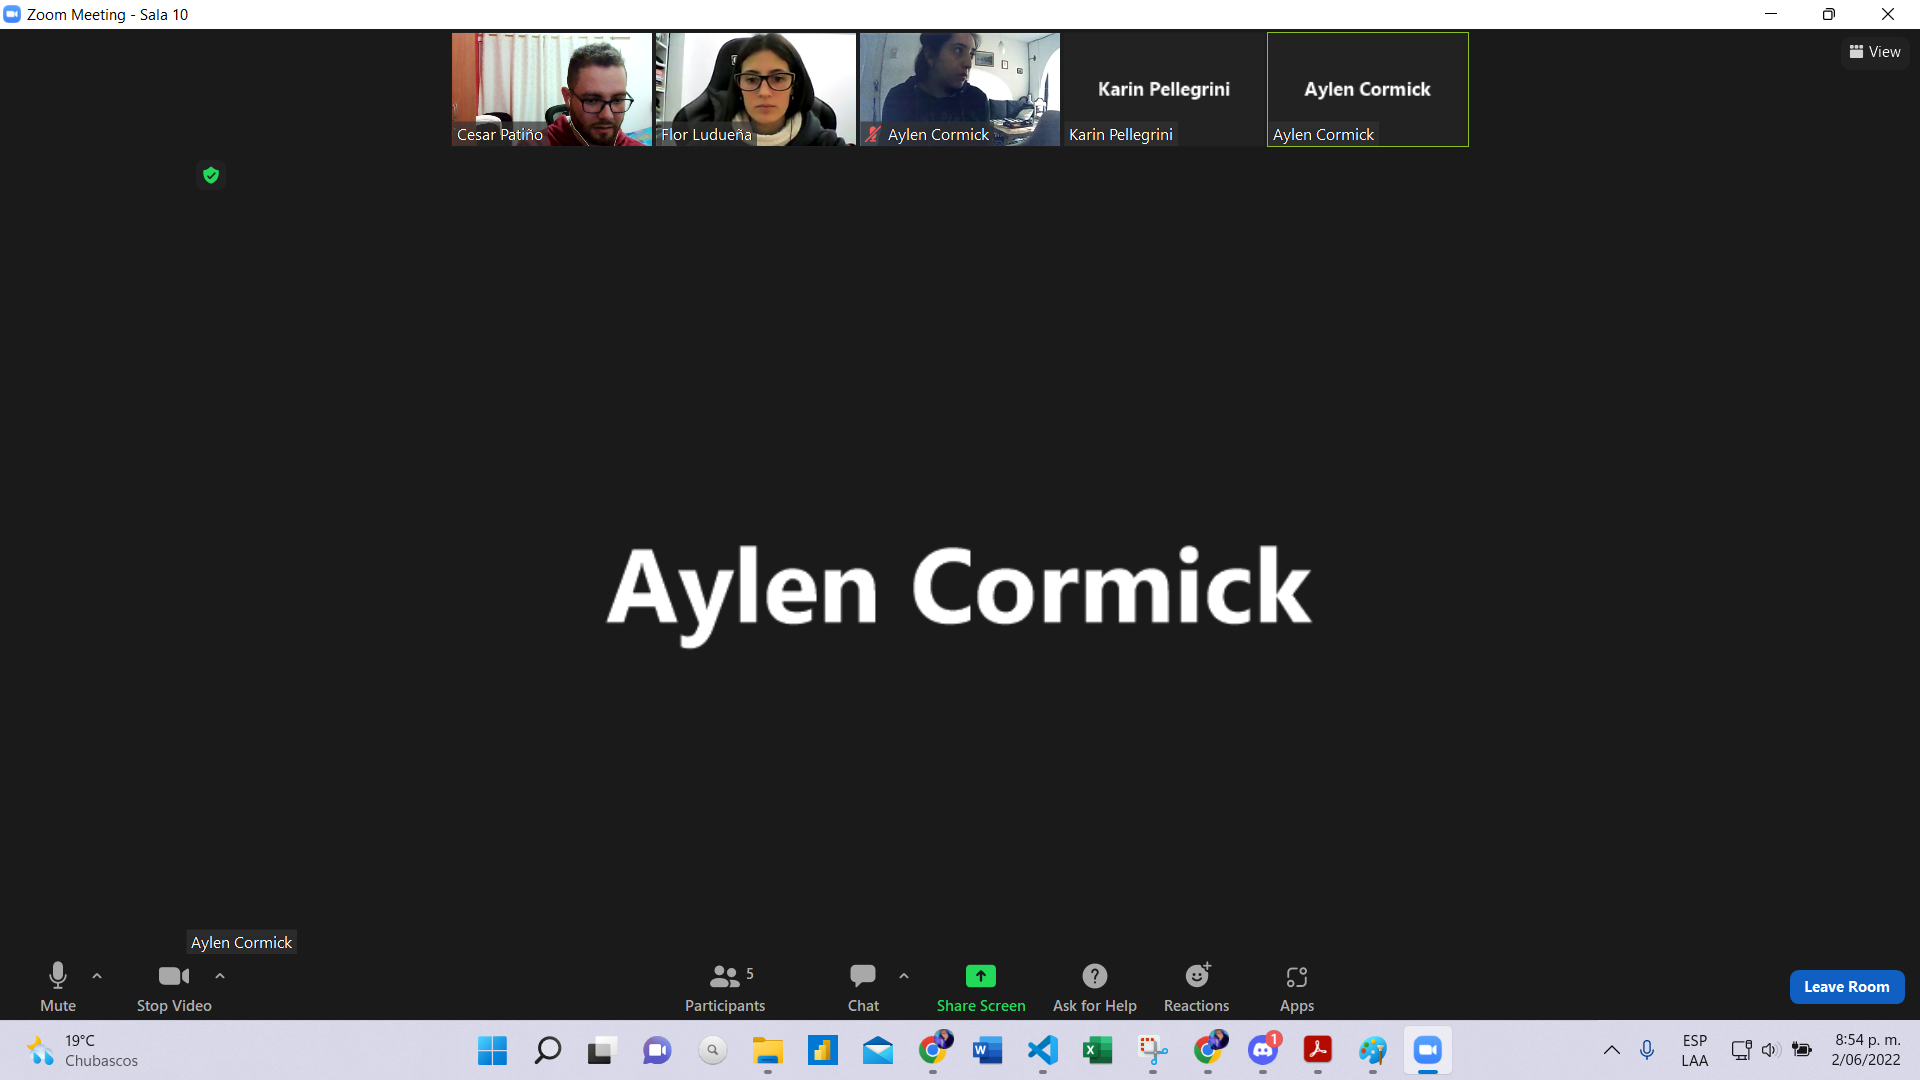 Zoom Meeting - Sala 10
View
Cesar Patiño
Flor Ludueña
Aylen Cormick
Karin Pellegrini
Karin Pellegrini
Aylen Cormick
Aylen Cormick
Aylen Cormick
Aylen Cormick
Mute
Stop Video
5
Participants
Chat
Share Screen
Ask for Help
Reactions
Apps
Leave Room
19°C
Chubascos
1
ESP
LAA
8:54 p. m.
2/06/2022